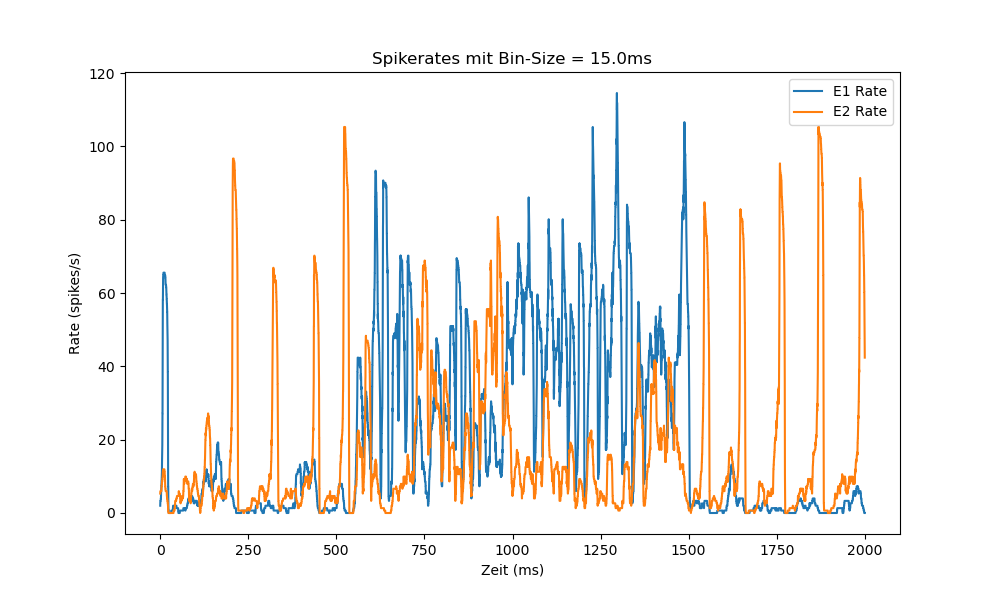 Spikerates mit Bin-Size = 15.0ms
E1 Rate
E2 Rate
120
100
80
60
40
20
0
Rate (spikes/s)
0 250 500 750 1000 1250 1500 1750 2000
Zeit (ms)